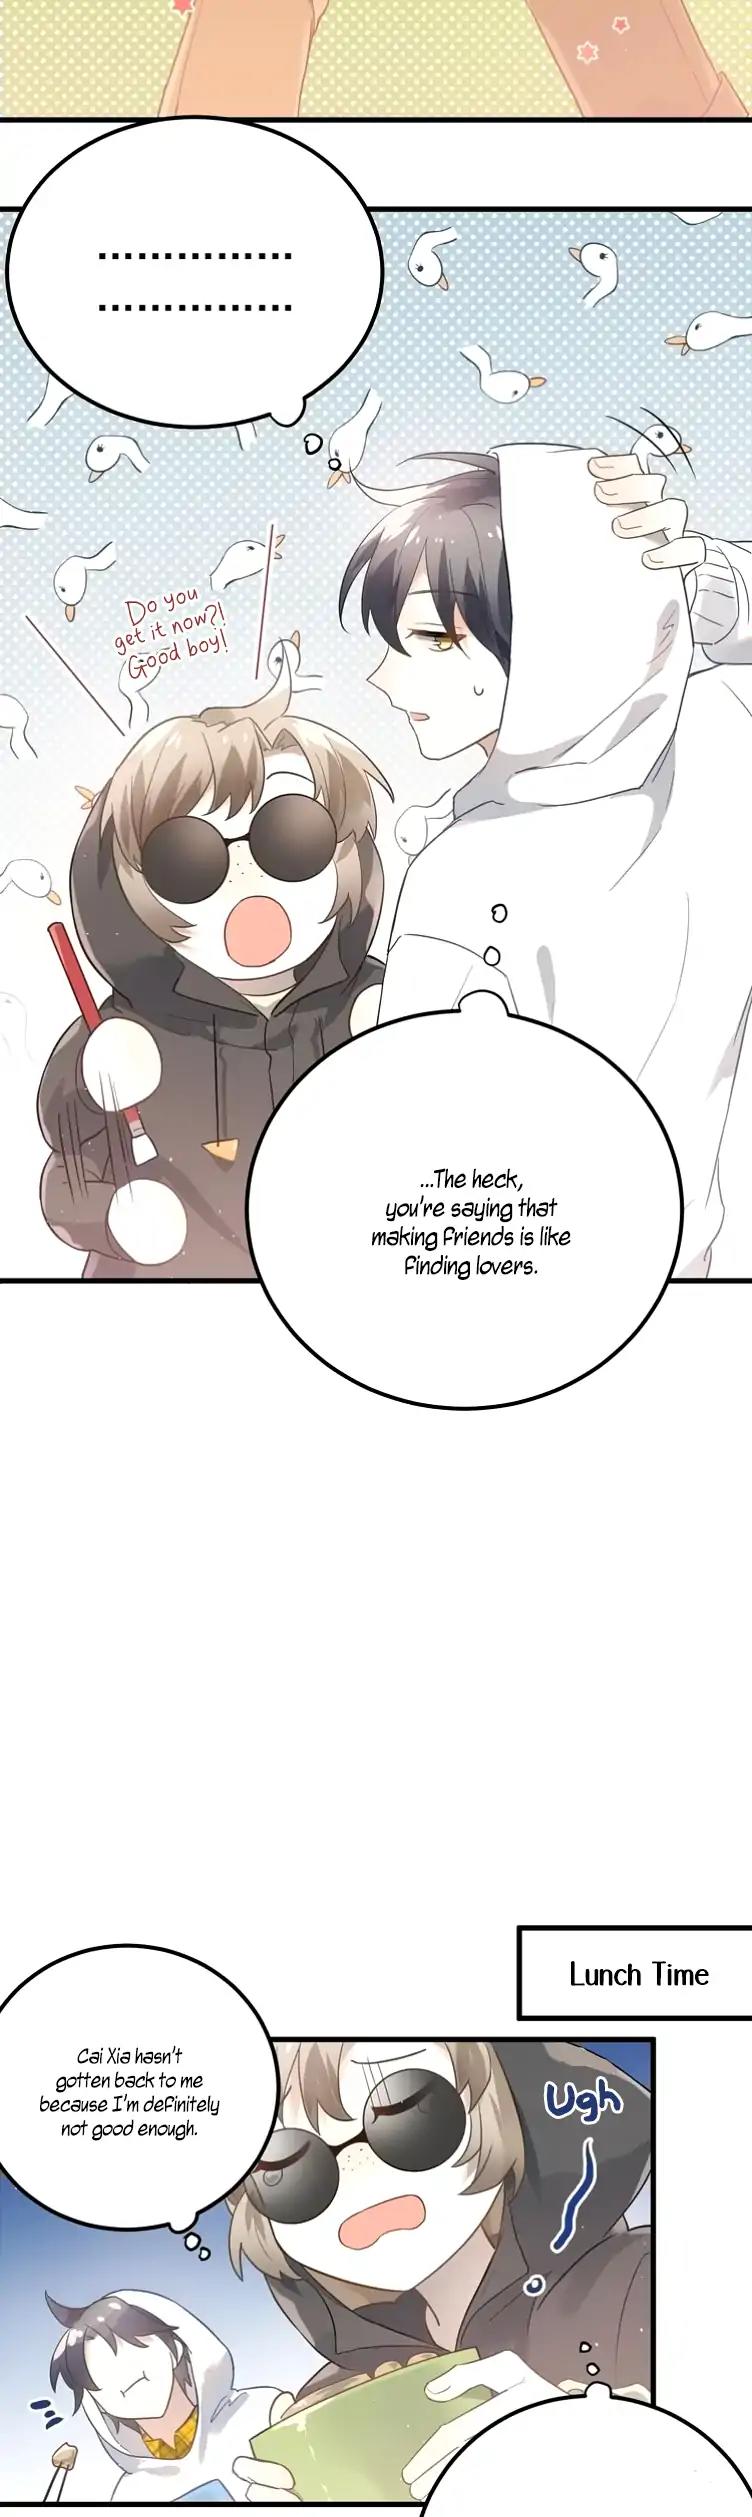 ...............
...............
Do you
get it now?!
Good boy!
...The heck,
you're saying that
making friends is like
finding lovers.
Lunch Time
Cai Xia hasn't
gotten back to me
because I'm definitely
not good enough.
Ugh